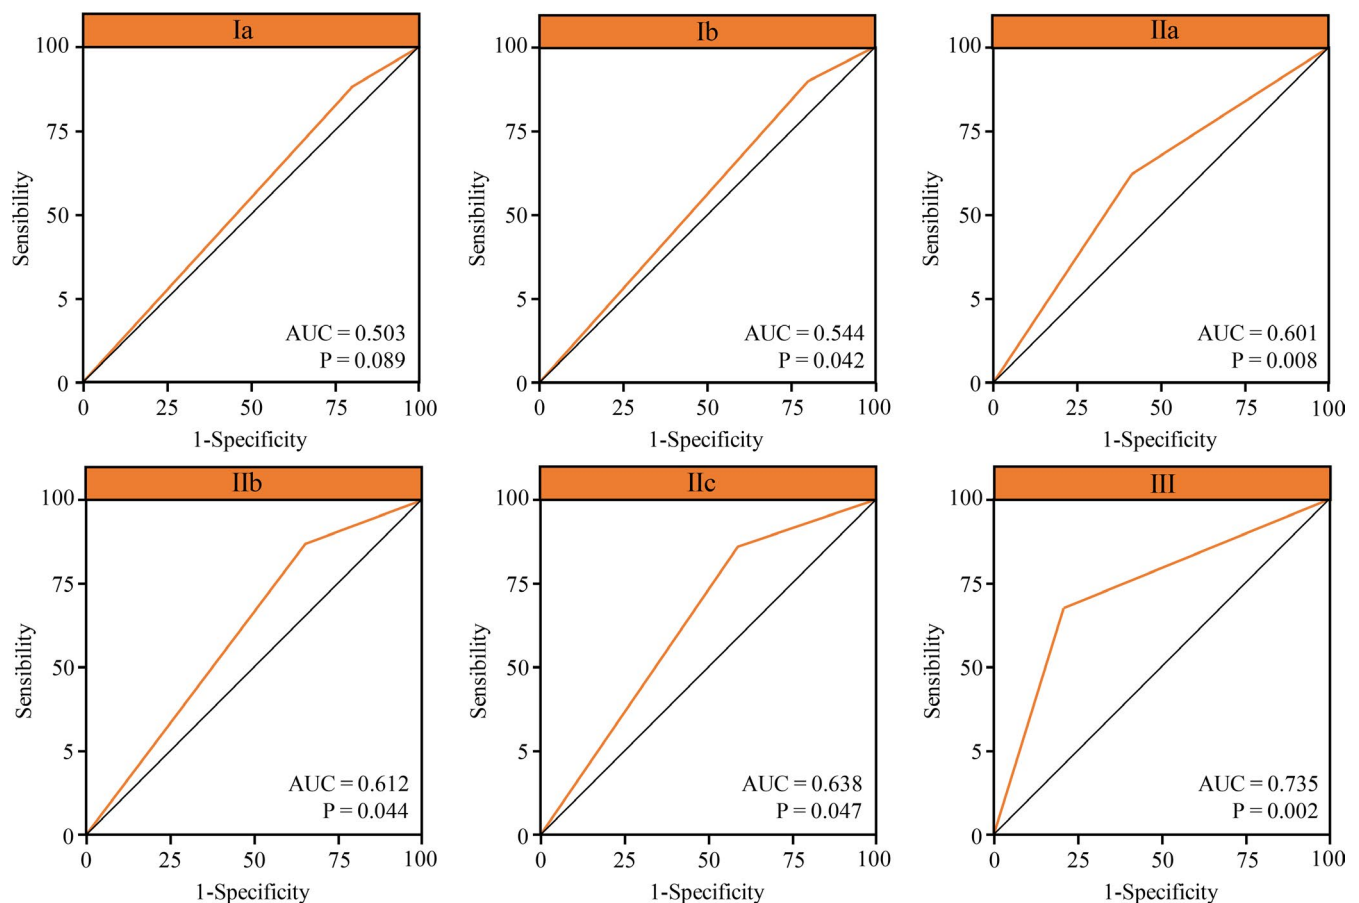 Ia
100
75
50
5
0
Sensibility
AUC = 0.503
P = 0.089
0 25 50 75 100
1-Specificity
Ib
100
75
50
5
0
Sensibility
AUC = 0.544
P = 0.042
0 25 50 75 100
1-Specificity
IIa
100
75
50
5
0
Sensibility
AUC = 0.601
P = 0.008
0 25 50 75 100
1-Specificity
IIb
100
75
50
5
0
Sensibility
AUC = 0.612
P = 0.044
0 25 50 75 100
1-Specificity
IIc
100
75
50
5
0
Sensibility
AUC = 0.638
P = 0.047
0 25 50 75 100
1-Specificity
III
100
75
50
5
0
Sensibility
AUC = 0.735
P = 0.002
0 25 50 75 100
1-Specificity